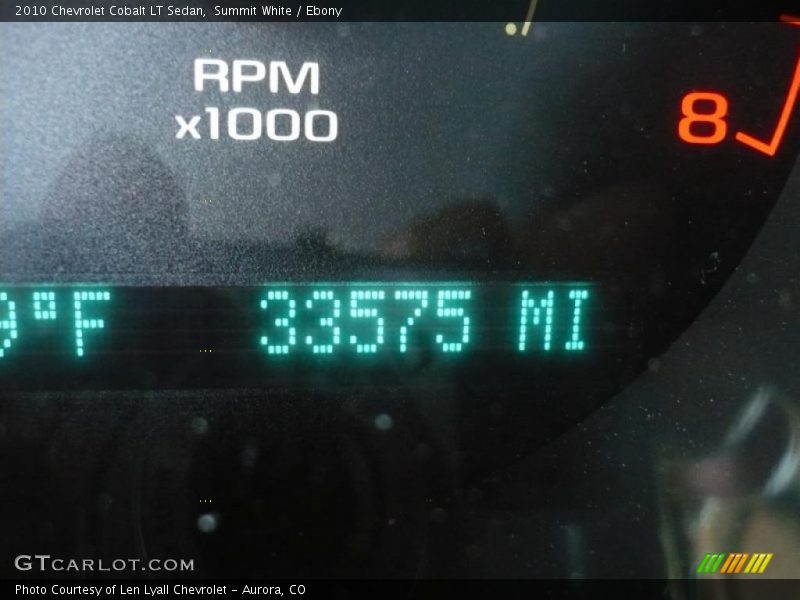 2010 Chevrolet Cobalt LT Sedan, Summit White / Ebony
RPM
x1000
8
9°F 33575 MI
GTCARLOT.COM
Photo Courtesy of Len Lyall Chevrolet - Aurora, CO